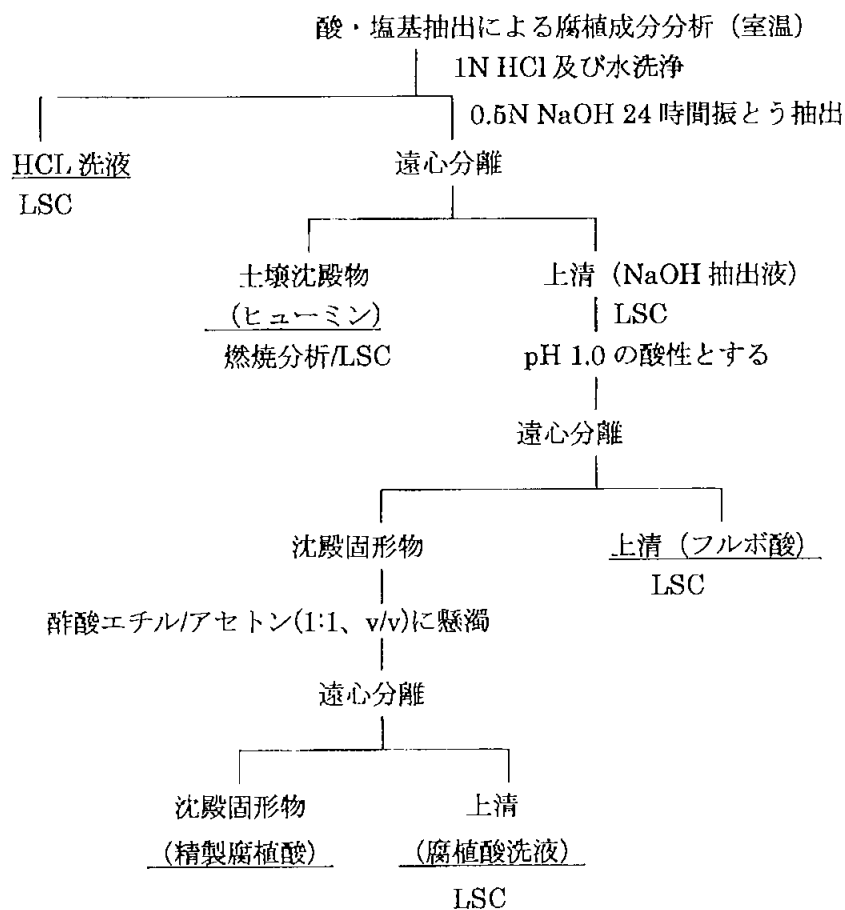 酸・塩基抽出による腐植成分分析（室温）
1N HCl 及び水洗浄
0.5N NaOH 24 時間振とう抽出
HCL 洗液
LSC
遠心分離
土壌沈殿物
（ヒューミン）
燃焼分析/LSC
上清（NaOH 抽出液）
LSC
pH 1.0 の酸性とする
遠心分離
沈殿固形物
上清（フルボ酸）
LSC
酢酸エチル/アセトン(1:1、v/v)に懸濁
遠心分離
沈殿固形物
（精製腐植酸）
上清
（腐植酸洗液）
LSC